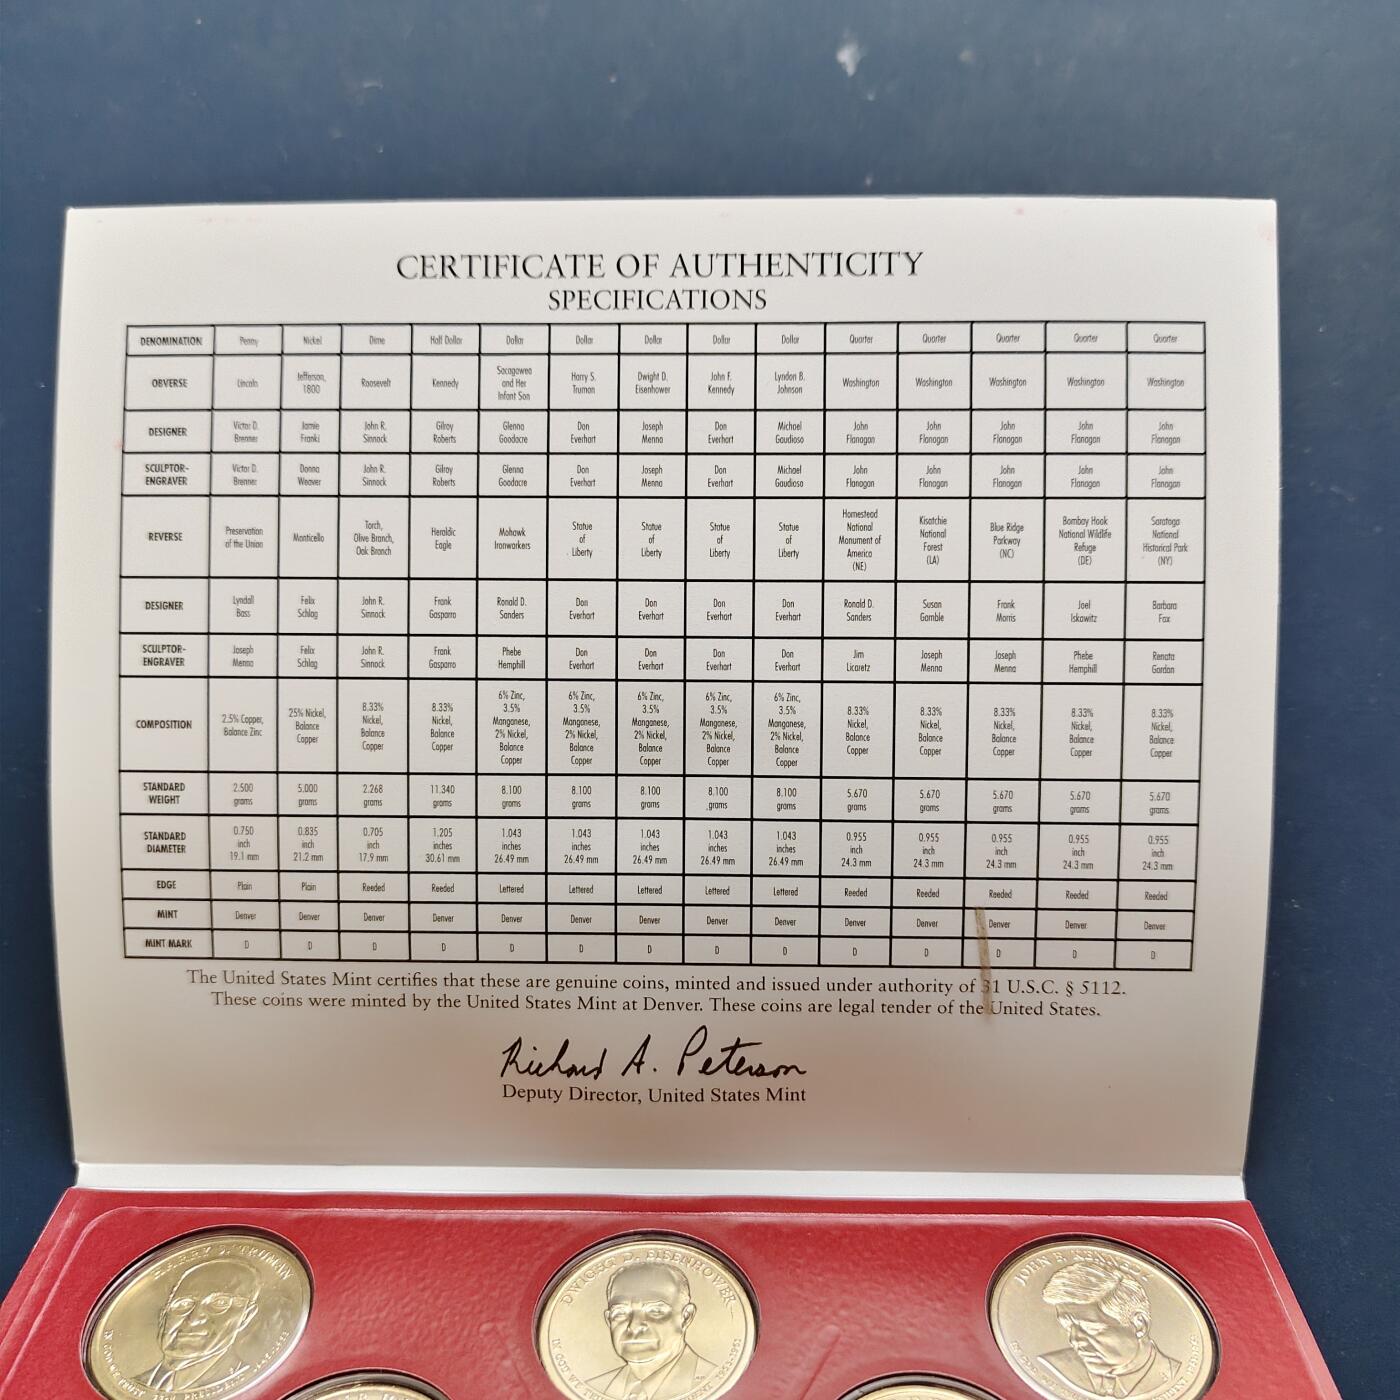 CERTIFICATE OF AUTHENTICITY
SPECIFICATIONS
DENOMINATION Penny Nickel Dime Half Dollar Dollar Dollar Dollar Dollar Dollar Quarter Quarter Quarter Quarter Quarter
OBVERSE Lincoln Jefferson, 1800 Roosevelt Kennedy Sacagawea and Her Infant Son Harry S. Truman Dwight D. Eisenhower John F. Kennedy Lyndon B. Johnson Washington Washington Washington Washington Washington
DESIGNER Victor D. Brenner Jamie Franki John R. Sinnock Gilroy Roberts Glenna Goodacre Don Everhart Joseph Menna Don Everhart Michael Gaudioso John Flanagan John Flanagan John Flanagan John Flanagan John Flanagan
SCULPTOR-ENGRAVER Victor D. Brenner Donna Weaver John R. Sinnock Gilroy Roberts Glenna Goodacre Don Everhart Joseph Menna Don Everhart Michael Gaudioso John Flanagan John Flanagan John Flanagan John Flanagan John Flanagan
REVERSE Preservation of the Union Monticello Torch, Olive Branch, Oak Branch Heraldic Eagle Mohawk Ironworkers Statue of Liberty Statue of Liberty Statue of Liberty Statue of Liberty Homestead National Monument of America (NE) Kisatchie National Forest (LA) Blue Ridge Parkway (NC) Bombay Hook National Wildlife Refuge (DE) Saratoga National Historical Park (NY)
DESIGNER Lyndall Bass Felix Schlag John R. Sinnock Frank Gasparro Ronald D. Sanders Don Everhart Don Everhart Don Everhart Don Everhart Ronald D. Sanders Susan Gamble Frank Morris Joel Iskowitz Barbara Fox
SCULPTOR-ENGRAVER Joseph Menna Felix Schlag John R. Sinnock Frank Gasparro Phebe Hemphill Don Everhart Don Everhart Don Everhart Don Everhart Jim Licaretz Joseph Menna Joseph Menna Phebe Hemphill Renata Gordon
COMPOSITION 2.5% Copper, Balance Zinc 25% Nickel, Balance Copper 8.33% Nickel, Balance Copper 8.33% Nickel, Balance Copper 6% Zinc, 3.5% Manganese, 2% Nickel, Balance Copper 6% Zinc, 3.5% Manganese, 2% Nickel, Balance Copper 6% Zinc, 3.5% Manganese, 2% Nickel, Balance Copper 6% Zinc, 3.5% Manganese, 2% Nickel, Balance Copper 6% Zinc, 3.5% Manganese, 2% Nickel, Balance Copper 8.33% Nickel, Balance Copper 8.33% Nickel, Balance Copper 8.33% Nickel, Balance Copper 8.33% Nickel, Balance Copper 8.33% Nickel, Balance Copper
STANDARD WEIGHT 2.500 grams 5.000 grams 2.268 grams 11.340 grams 8.100 grams 8.100 grams 8.100 grams 8.100 grams 8.100 grams 5.670 grams 5.670 grams 5.670 grams 5.670 grams 5.670 grams
STANDARD DIAMETER 0.750 inch 19.1 mm 0.835 inch 21.2 mm 0.705 inch 17.9 mm 1.205 inches 30.61 mm 1.043 inches 26.49 mm 1.043 inches 26.49 mm 1.043 inches 26.49 mm 1.043 inches 26.49 mm 1.043 inches 26.49 mm 0.955 inch 24.3 mm 0.955 inch 24.3 mm 0.955 inch 24.3 mm 0.955 inch 24.3 mm 0.955 inch 24.3 mm
EDGE Plain Plain Reeded Reeded Lettered Lettered Lettered Lettered Lettered Reeded Reeded Reeded Reeded Reeded
MINT Denver Denver Denver Denver Denver Denver Denver Denver Denver Denver Denver Denver Denver Denver
MINT MARK D D D D D D D D D D D D D D
The United States Mint certifies that these are genuine coins, minted and issued under authority of 31 U.S.C. § 5112.
These coins were minted by the United States Mint at Denver. These coins are legal tender of the United States.
Richard A. Peterson
Deputy Director, United States Mint
HARRY S. TRUMAN
DWIGHT D. EISENHOWER
JOHN F. KENNEDY
IN GOD WE TRUST 33RD PRESIDENT 1945-1953
IN GOD WE 1953-1961